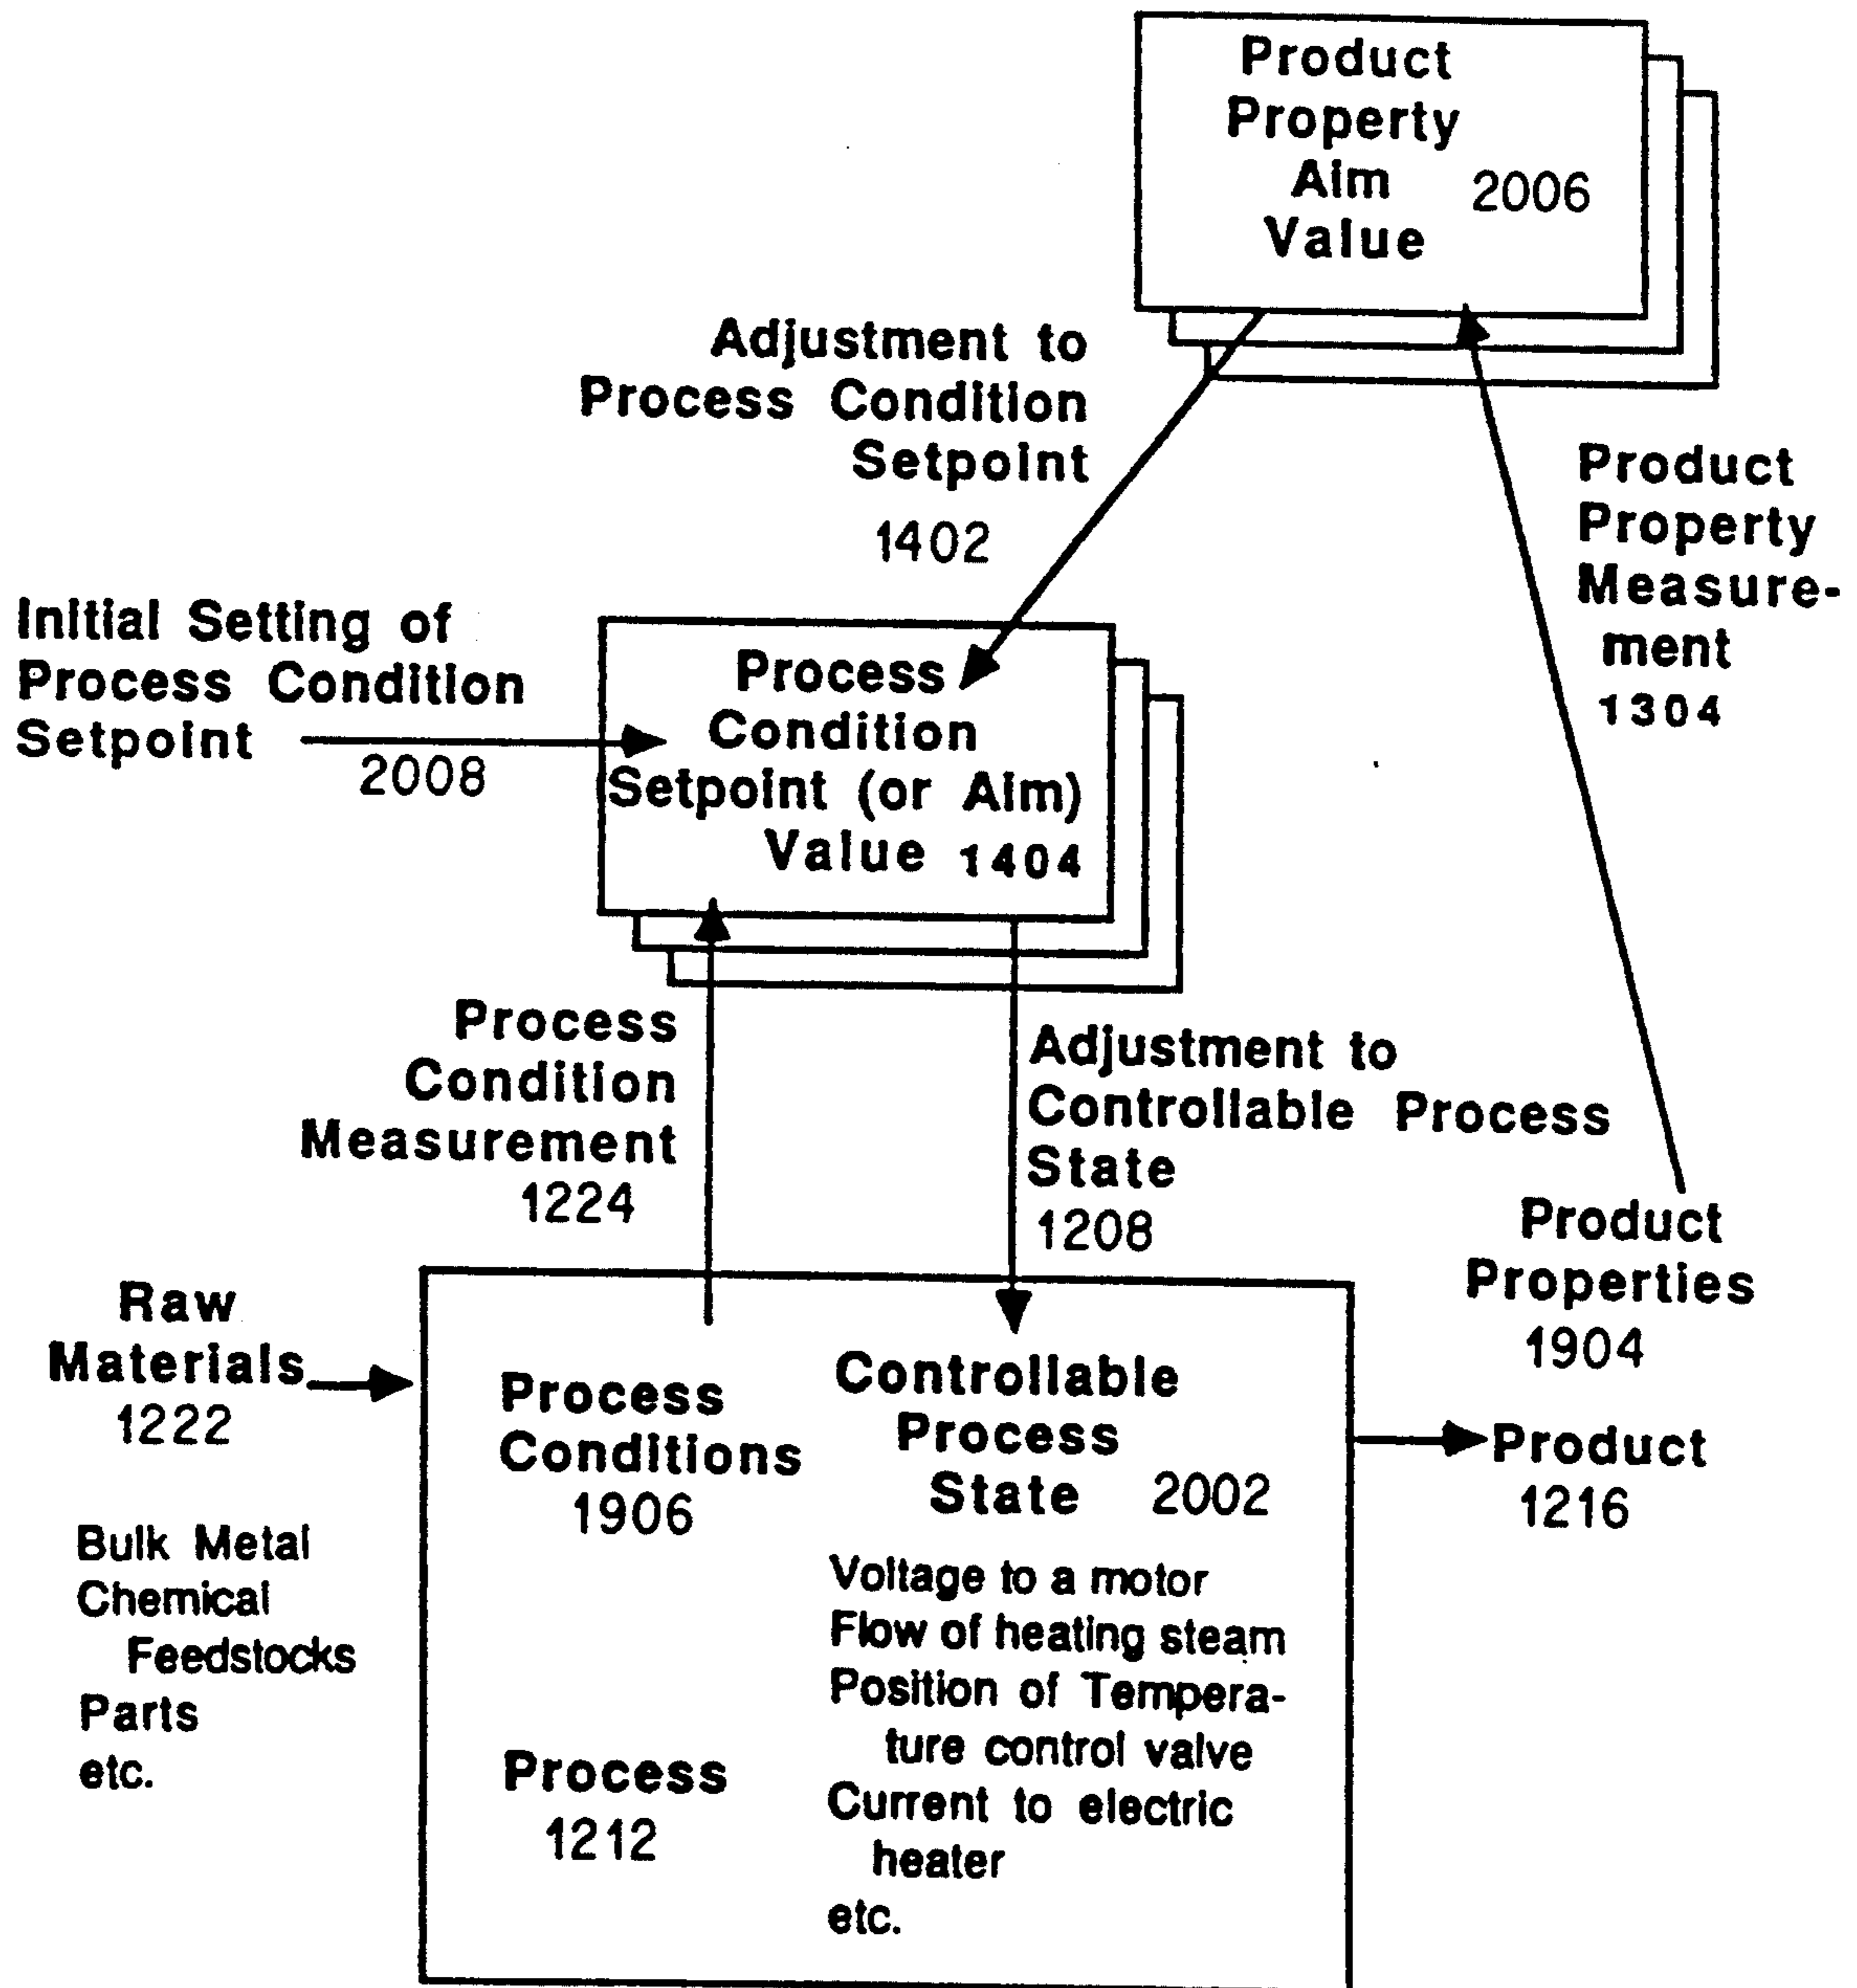 Product
Property
Aim 2006
Value
Adjustment to
Process Condition
Setpoint
1402
Product
Property
Measure-
ment
1304
Initial Setting of
Process Condition
Setpoint
2008
Process
Condition
Setpoint (or Aim)
Value 1404
Process
Condition
Measurement
1224
Adjustment to
Controllable Process
State
1208
Product
Properties
1904
Raw
Materials
1222
Bulk Metal
Chemical
Feedstocks
Parts
etc.
Process
Conditions
1906
Controllable
Process
State 2002
Voltage to a motor
Flow of heating steam
Position of Tempera-
ture control valve
Current to electric
heater
etc.
Process
1212
Product
1216